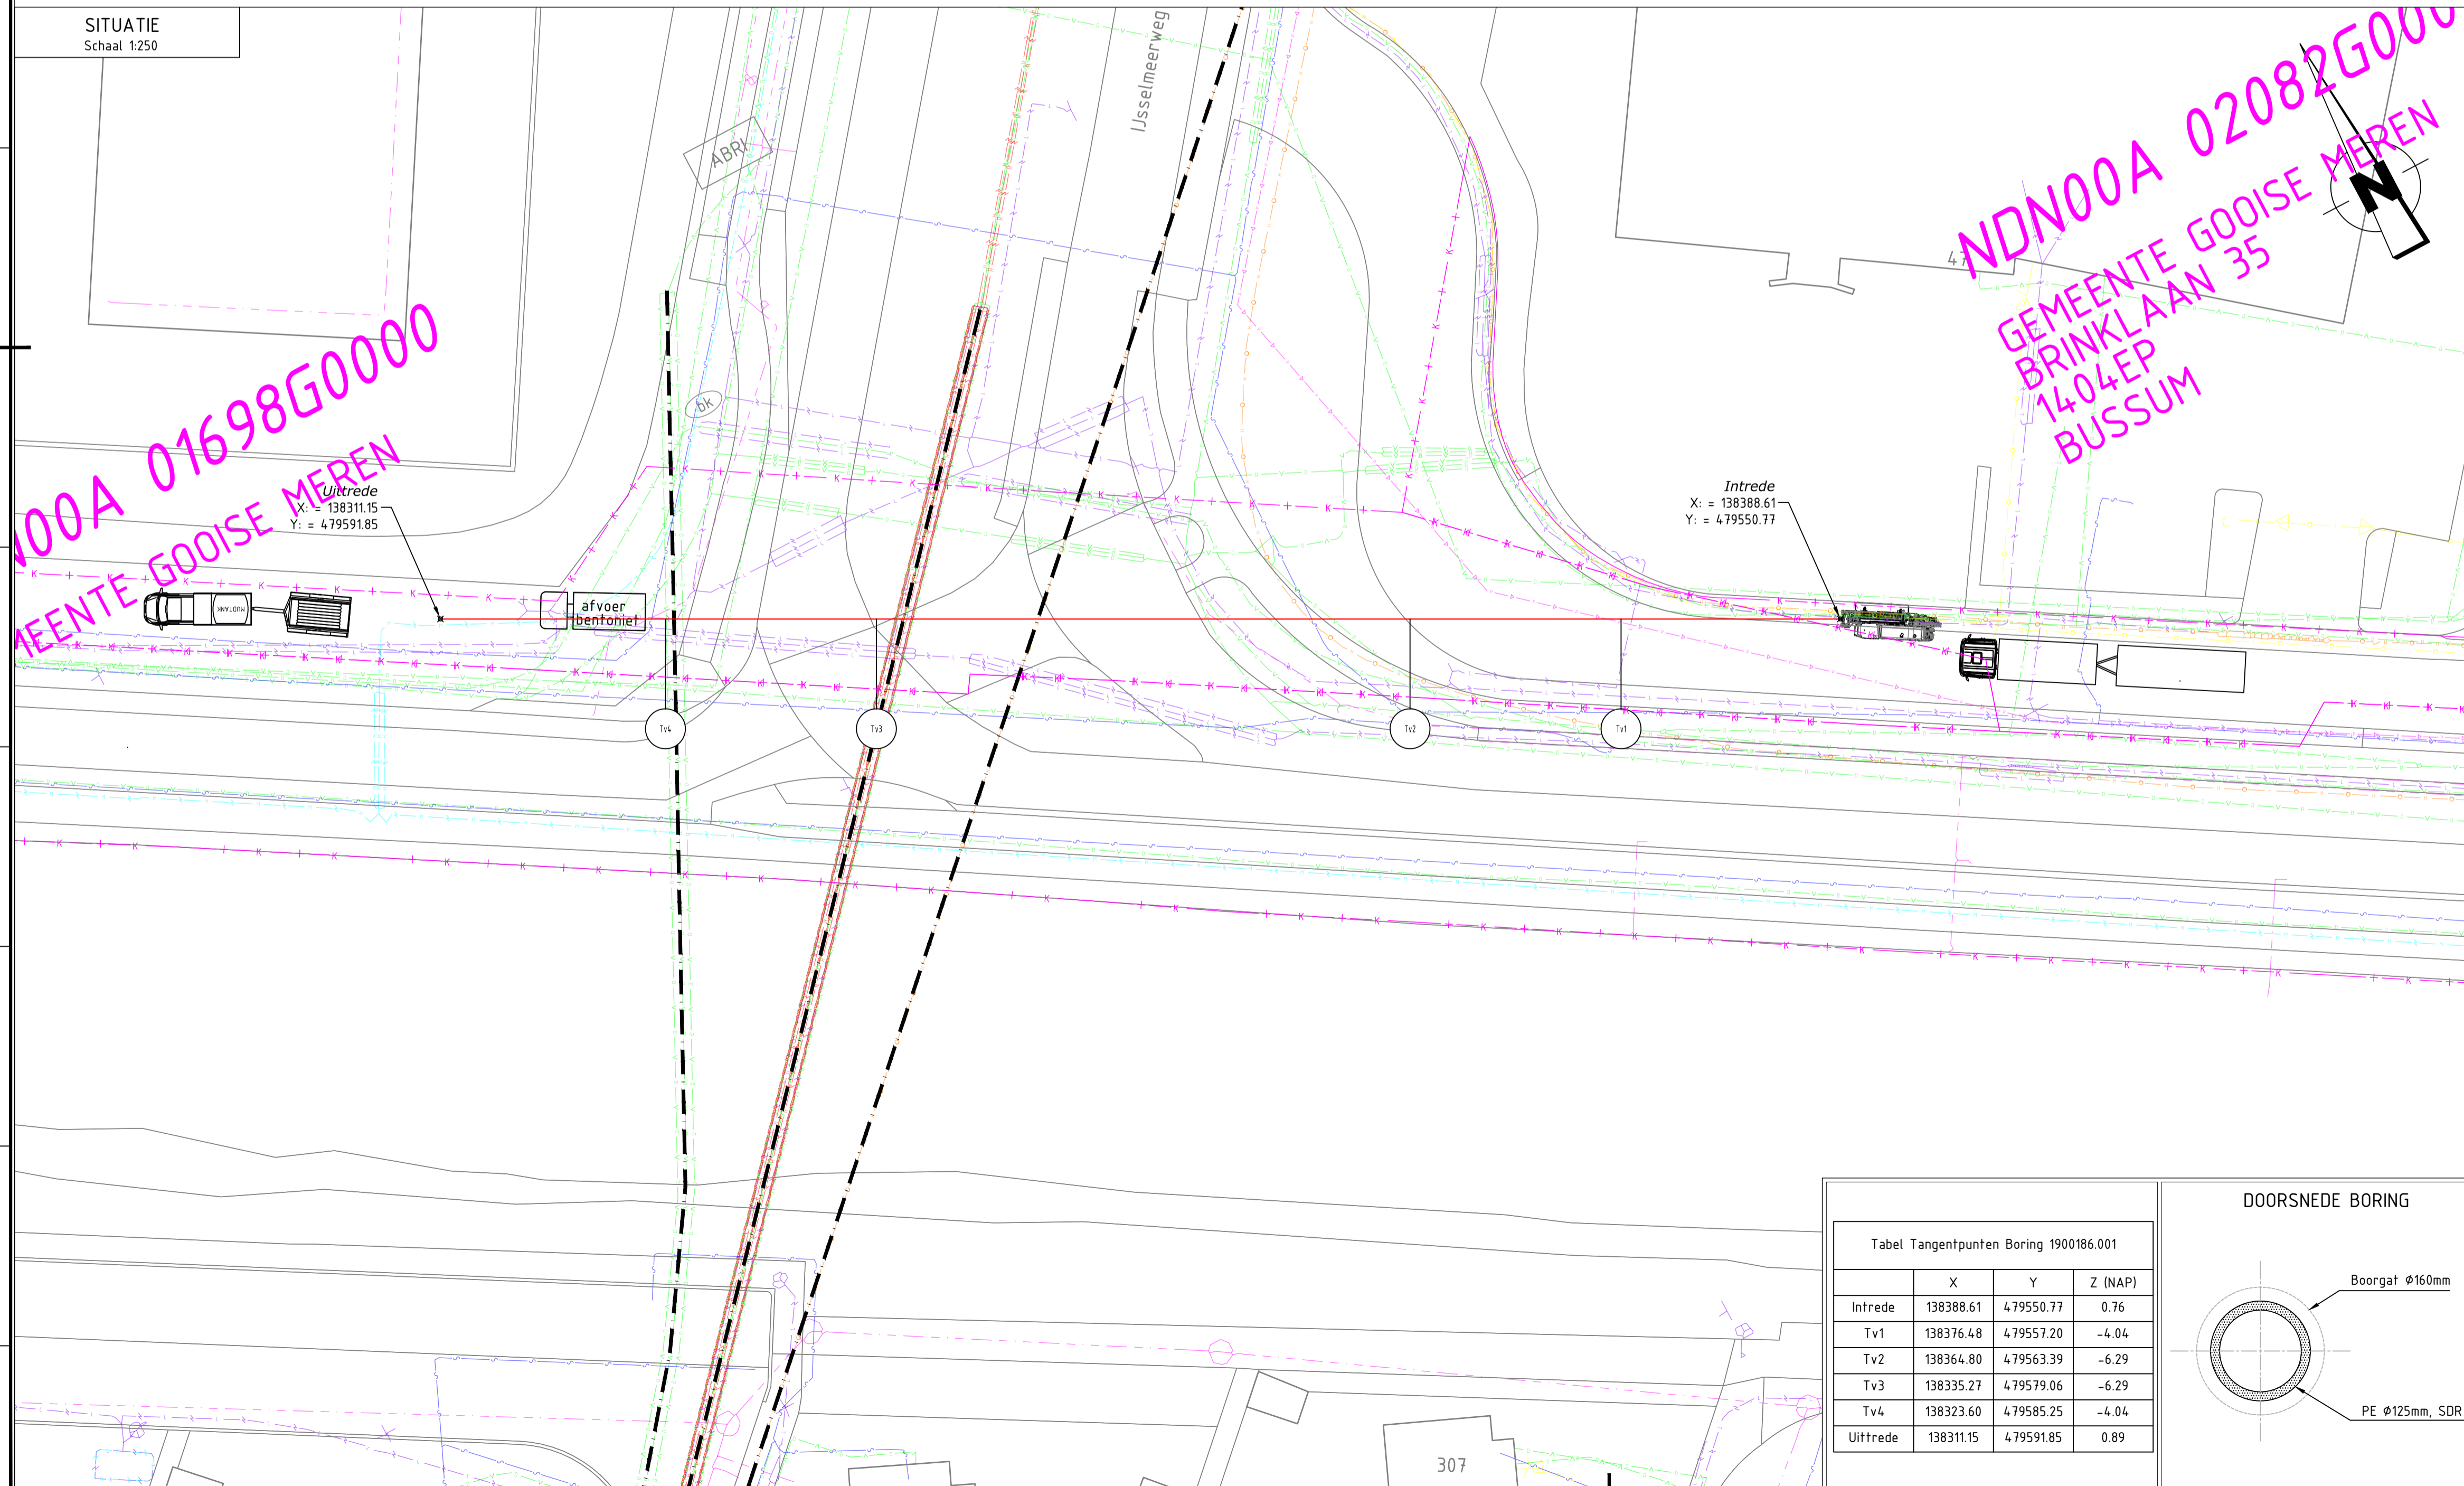 SITUATIE
Schaal 1:250
IJsselmeerweg
ABRI
bk
NDN00A 02082G000
GEMEENTE GOOISE MEREN
BRINKLAAN 35
1404EP
BUSSUM
N
N00A 01698G0000
MEENTE GOOISE MEREN
Uittrede
X: = 138311.15
Y: = 479591.85
Intrede
X: = 138388.61
Y: = 479550.77
MUDTANK
afvoer
bentoniet
Tv4
Tv3
Tv2
Tv1
307
Tabel Tangentpunten Boring 1900186.001
X Y Z (NAP)
Intrede 138388.61 479550.77 0.76
Tv1 138376.48 479557.20 -4.04
Tv2 138364.80 479563.39 -6.29
Tv3 138335.27 479579.06 -6.29
Tv4 138323.60 479585.25 -4.04
Uittrede 138311.15 479591.85 0.89
DOORSNEDE BORING
Boorgat Ø160mm
PE Ø125mm, SDR